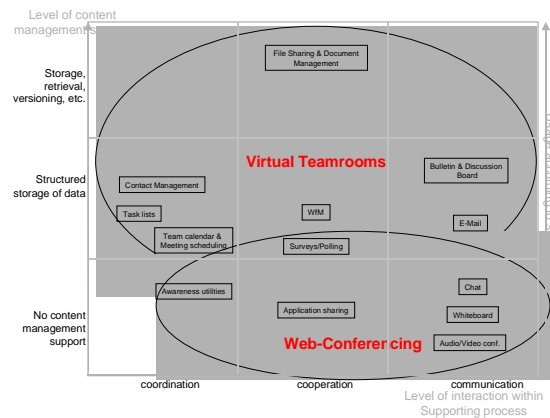 Level of content
management s
File Sharing & Document
Management
Storage,
retrieval,
versioning, etc.
Virtual Teamrooms
Bulletin & Discussion
Board
Structured
storage of data
Contact Management
Task lists
WfM
E-Mail
Team calendar &
Meeting scheduling
Surveys/Polling
Awareness utilities
Chat
Application sharing
Whiteboard
No content
management
support
Web-Conferencing
Audio/Video conf.
coordination
cooperation
communication
Level of interaction within
Supporting process